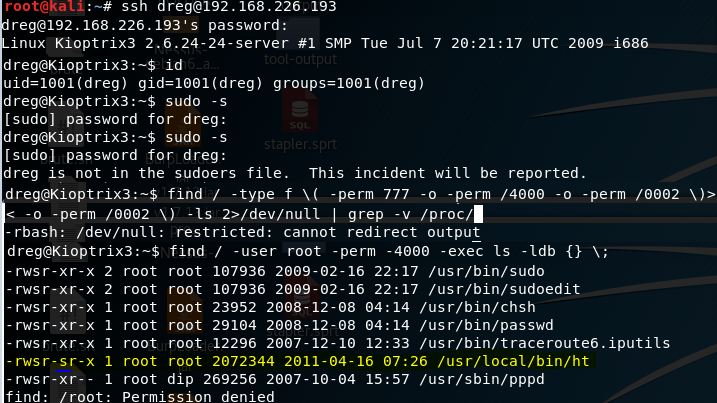 root@kali:~# ssh dreg@192.168.226.193
dreg@192.168.226.193's password:
Linux Kioptrix3 2.6.24-24-server #1 SMP Tue Jul 7 20:21:17 UTC 2009 i686
dreg@Kioptrix3:~$ id
uid=1001(dreg) gid=1001(dreg) groups=1001(dreg)
dreg@Kioptrix3:~$ sudo -s
[sudo] password for dreg:
dreg@Kioptrix3:~$ sudo -s
[sudo] password for dreg:
dreg is not in the sudoers file.  This incident will be reported.
dreg@Kioptrix3:~$ find / -type f \( -perm 777 -o -perm /4000 -o -perm /0002 \)>
< -o -perm /0002 \) -ls 2>/dev/null | grep -v /proc/
-rbash: /dev/null: restricted: cannot redirect output
dreg@Kioptrix3:~$ find / -user root -perm -4000 -exec ls -ldb {} \;
-rwsr-xr-x 2 root root 107936 2009-02-16 22:17 /usr/bin/sudo
-rwsr-xr-x 2 root root 107936 2009-02-16 22:17 /usr/bin/sudoedit
-rwsr-xr-x 1 root root 23952 2008-12-08 04:14 /usr/bin/chsh
-rwsr-xr-x 1 root root 29104 2008-12-08 04:14 /usr/bin/passwd
-rwsr-xr-x 1 root root 12296 2007-12-10 12:33 /usr/bin/traceroute6.iputils
-rwsr-sr-x 1 root root 2072344 2011-04-16 07:26 /usr/local/bin/ht
-rwsr-xr-- 1 root dip 269256 2007-10-04 15:57 /usr/sbin/pppd
find: /root: Permission denied
tool-output
SQL
stapler.sprt